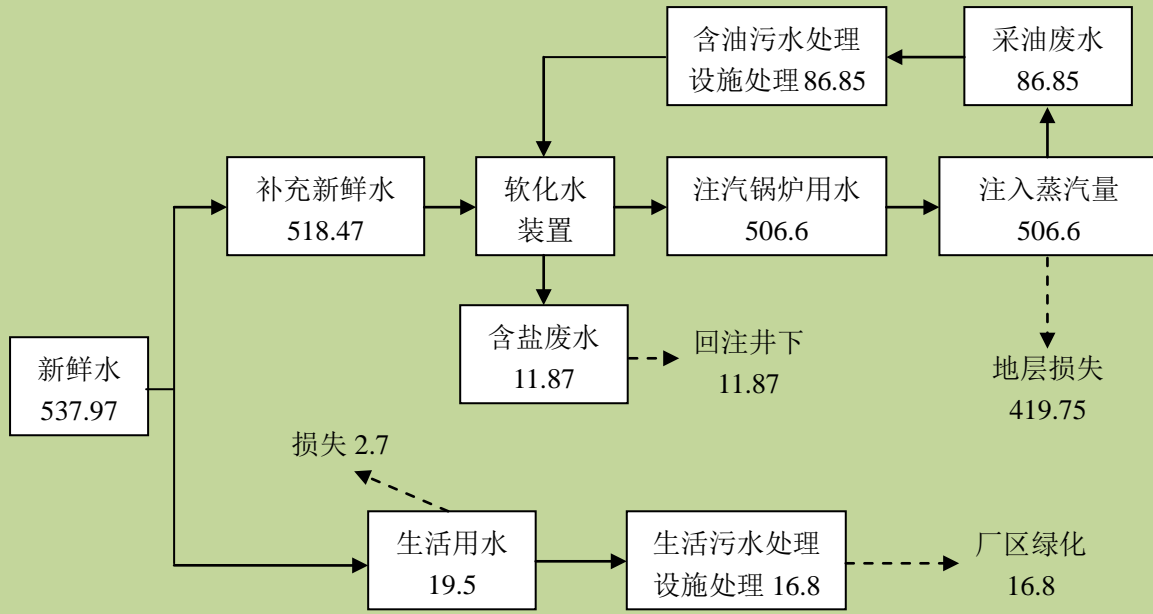 含油污水处理
设施处理 86.85
采油废水
86.85
补充新鲜水
518.47
软化水
装置
注汽锅炉用水
506.6
注入蒸汽量
506.6
含盐废水
11.87
回注井下
11.87
地层损失
419.75
新鲜水
537.97
损失 2.7
生活用水
19.5
生活污水处理
设施处理 16.8
厂区绿化
16.8